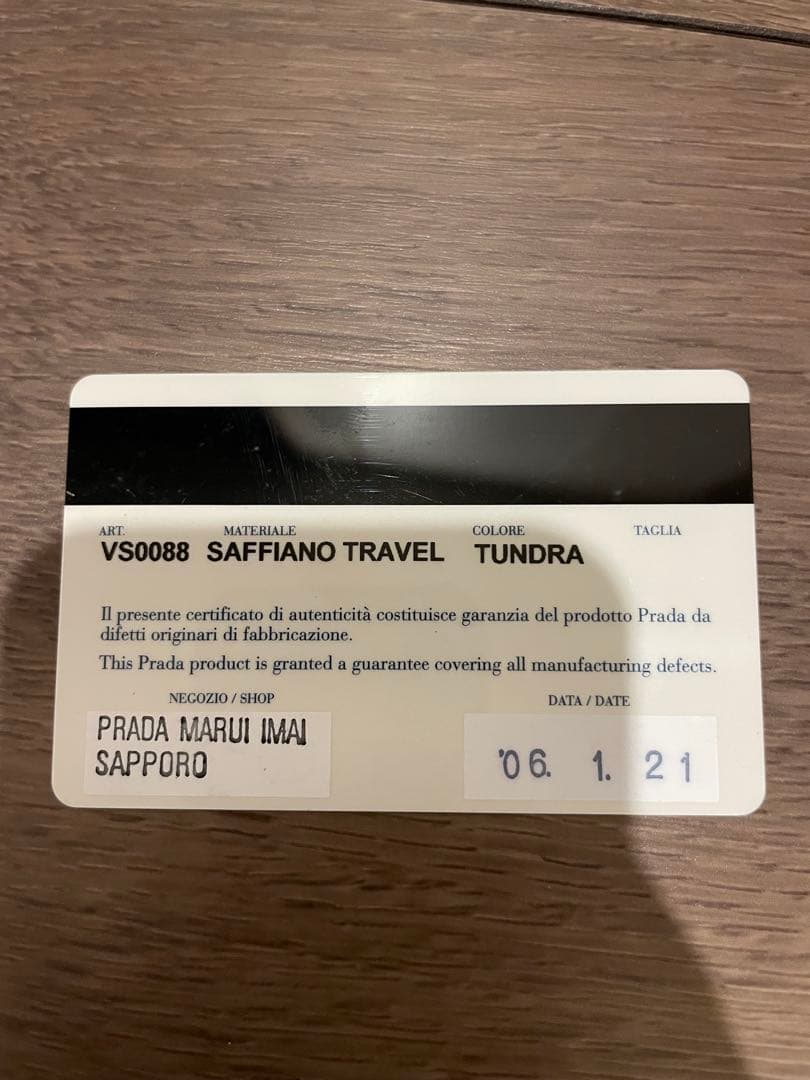 ART. MATERIALE COLORE TAGLIA
VS0088 SAFFIANO TRAVEL TUNDRA
Il presente certificato di autenticità costituisce garanzia del prodotto Prada da
difetti originari di fabbricazione.
This Prada product is granted a guarantee covering all manufacturing defects.
NEGOZIO / SHOP
PRADA MARUI IMAI
SAPPORO
DATA / DATE
'06. 1. 21